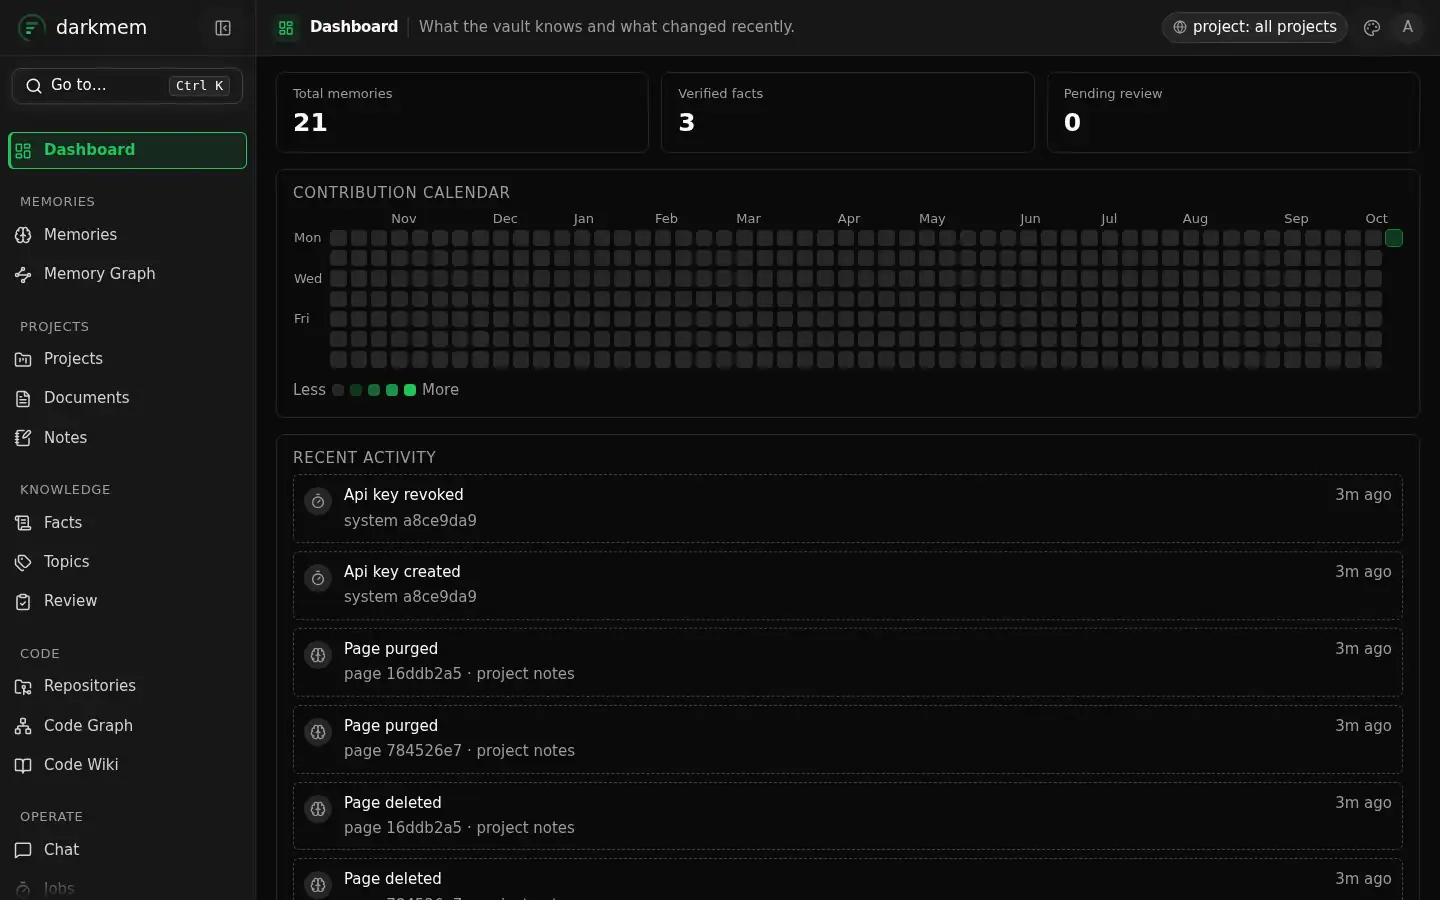 darkmem
Go to...
Ctrl K
Dashboard
MEMORIES
Memories
Memory Graph
PROJECTS
Projects
Documents
Notes
KNOWLEDGE
Facts
Topics
Review
CODE
Repositories
Code Graph
Code Wiki
OPERATE
Chat
Jobs
Dashboard
What the vault knows and what changed recently.
project: all projects
A
Total memories
21
Verified facts
3
Pending review
0
CONTRIBUTION CALENDAR
Nov Dec Jan Feb Mar Apr May Jun Jul Aug Sep Oct
Mon
Wed
Fri
Less More
RECENT ACTIVITY
Api key revoked 3m ago
system a8ce9da9
Api key created 3m ago
system a8ce9da9
Page purged 3m ago
page 16ddb2a5 · project notes
Page purged 3m ago
page 784526e7 · project notes
Page deleted 3m ago
page 16ddb2a5 · project notes
Page deleted 3m ago